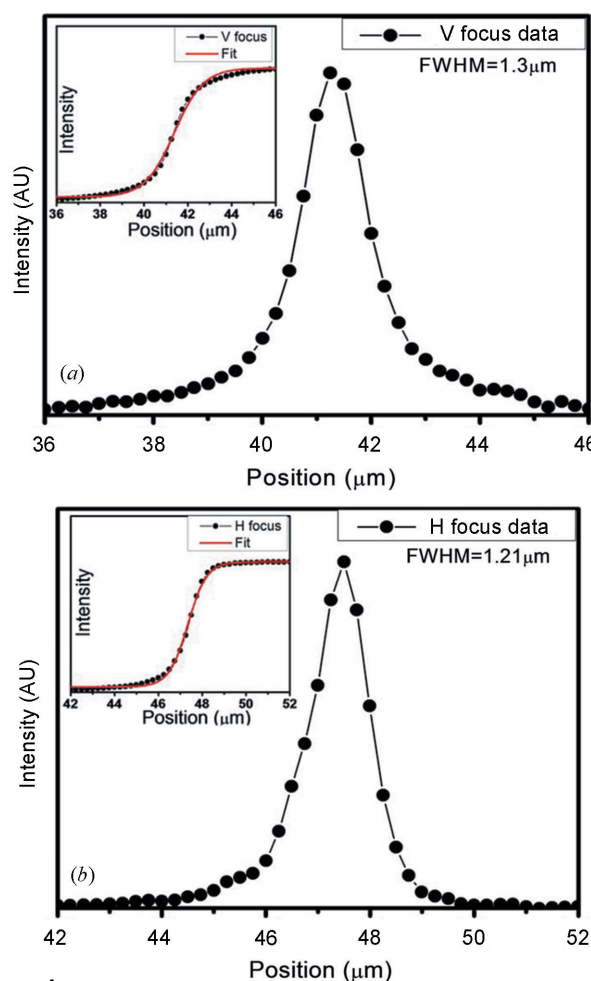 V focus data
FWHM=1.3μm
V focus
Fit
Intensity
36 38 40 42 44 46
Position (μm)
Intensity (AU)
(a)
36 38 40 42 44 46
Position (μm)
H focus data
FWHM=1.21μm
H focus
Fit
Intensity
42 44 46 48 50 52
Position (μm)
Intensity (AU)
(b)
42 44 46 48 50 52
Position (μm)